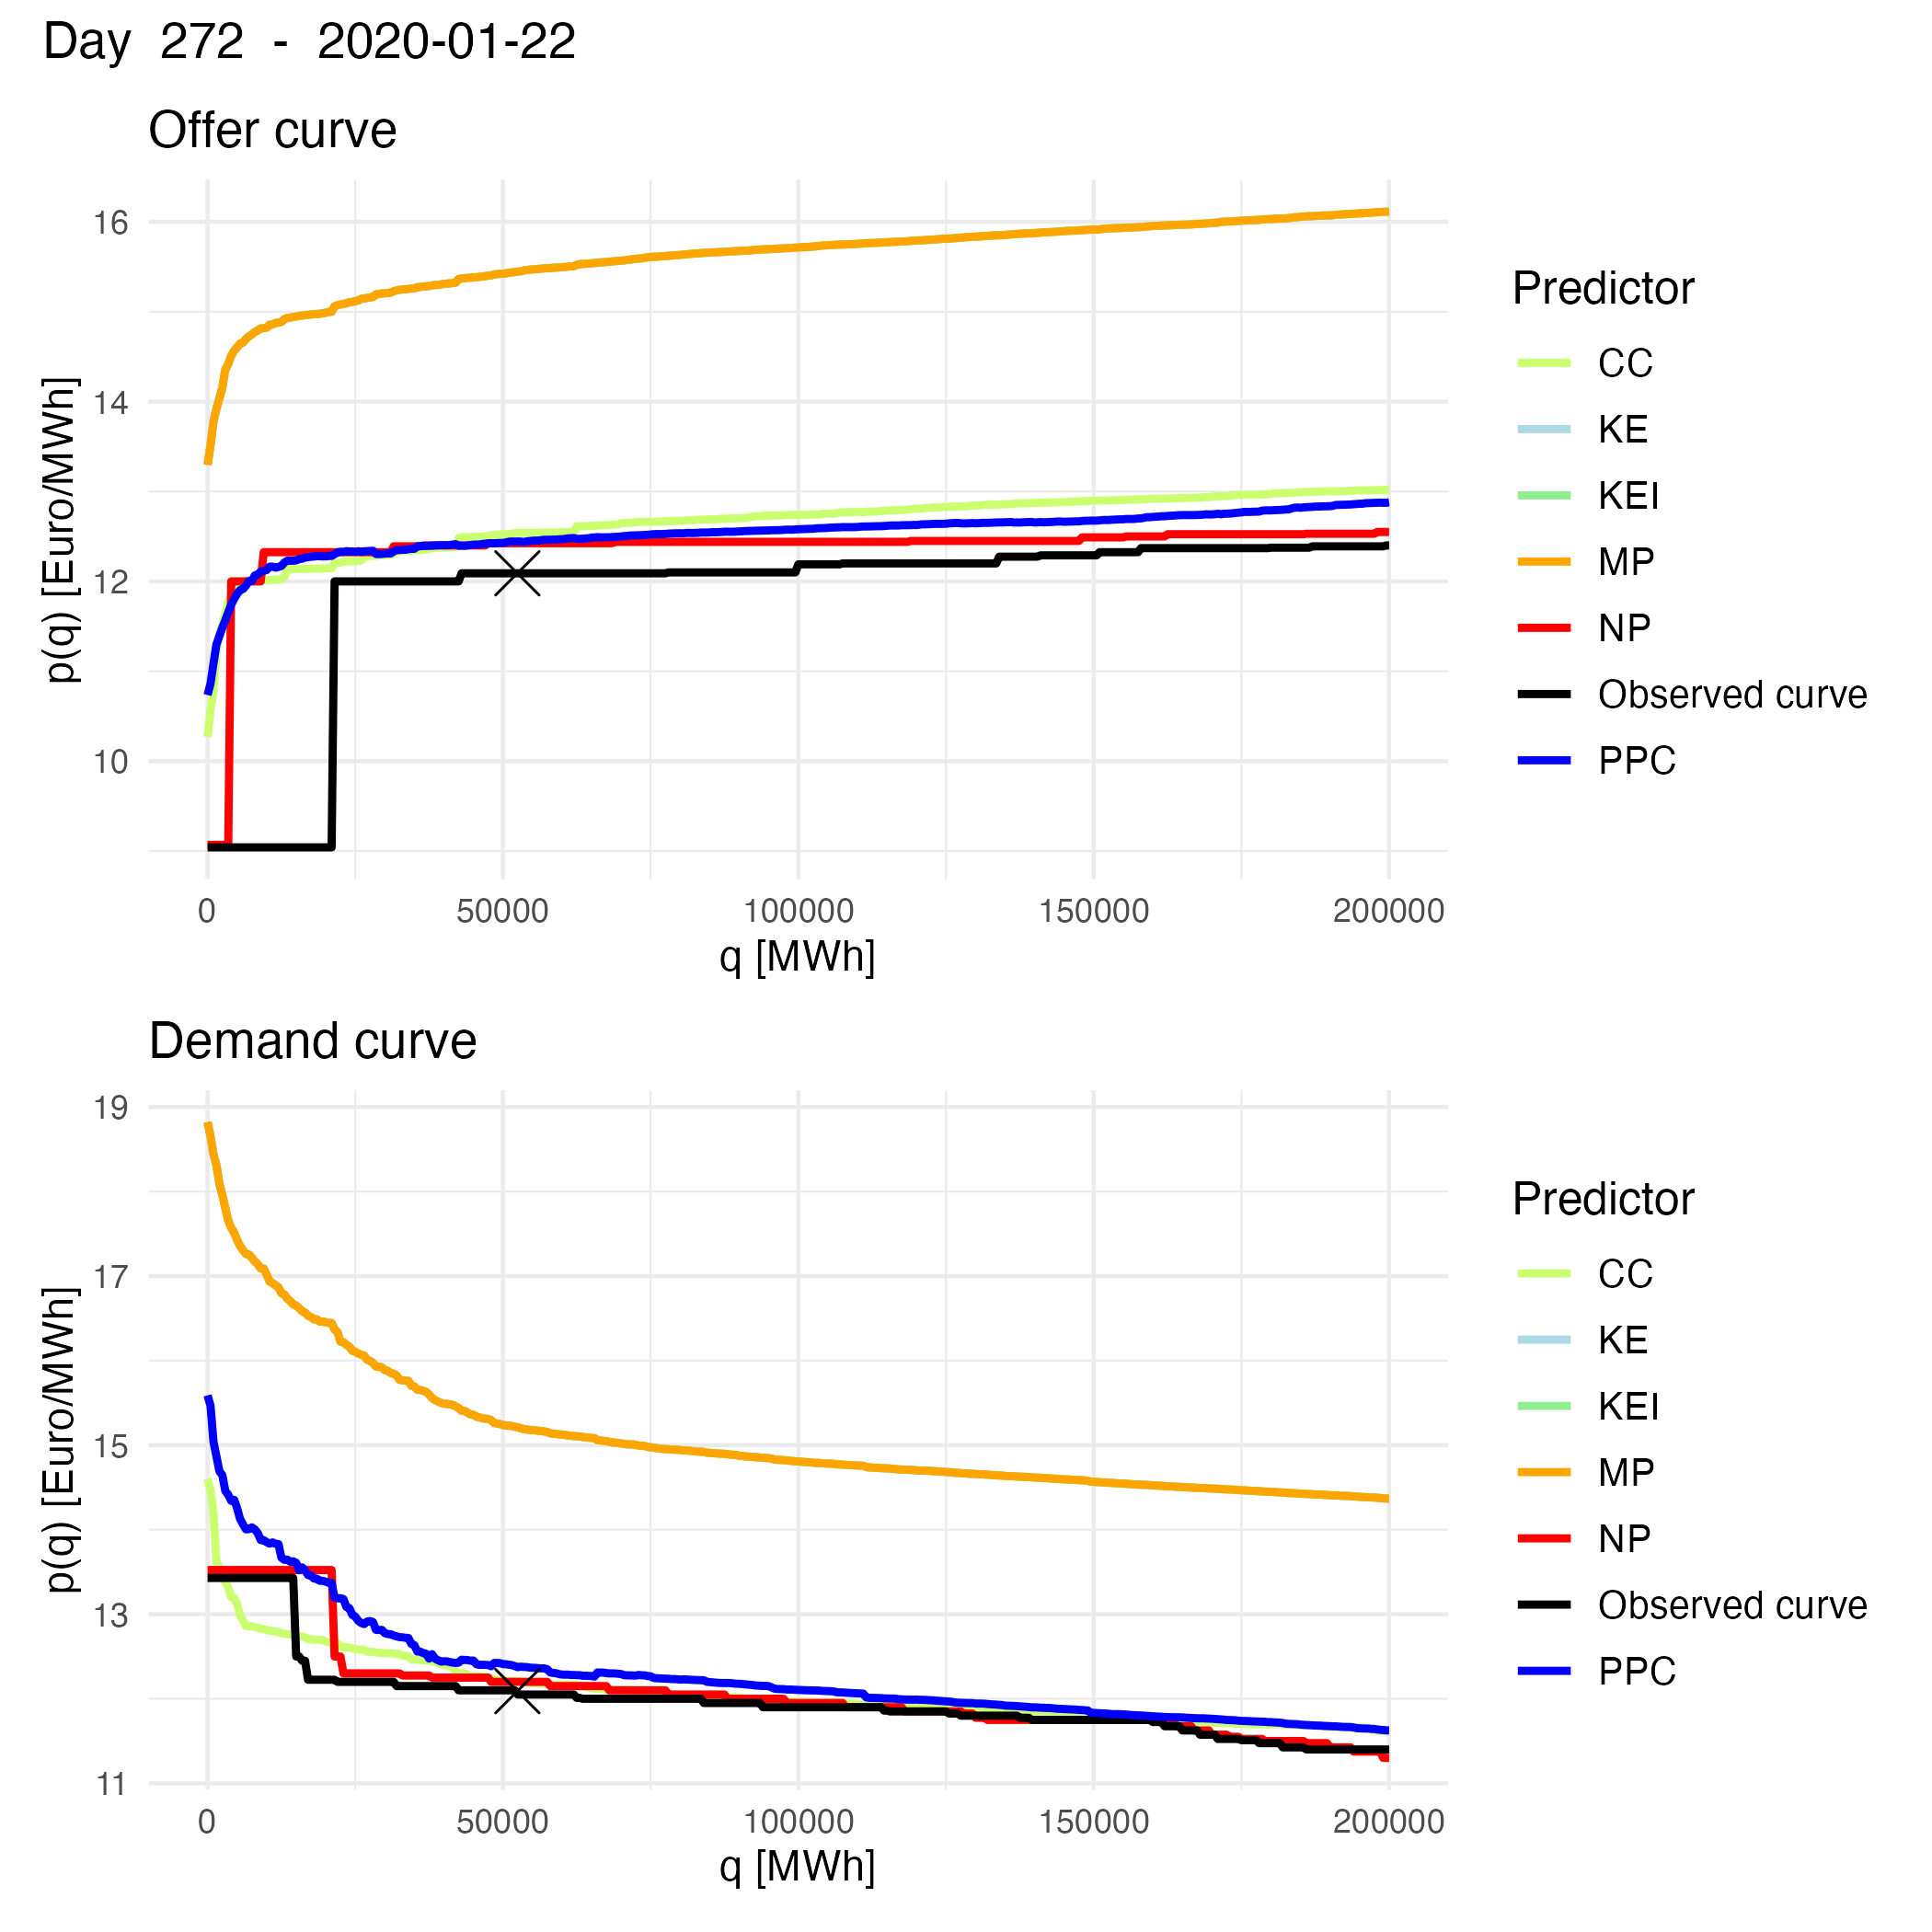 Day 272 - 2020-01-22
Offer curve
16
14
12
10
p(q) [Euro/MWh]
0 50000 100000 150000 200000
q [MWh]
Predictor
CC
KE
KEI
MP
NP
Observed curve
PPC
Demand curve
19
17
15
13
11
p(q) [Euro/MWh]
0 50000 100000 150000 200000
q [MWh]
Predictor
CC
KE
KEI
MP
NP
Observed curve
PPC